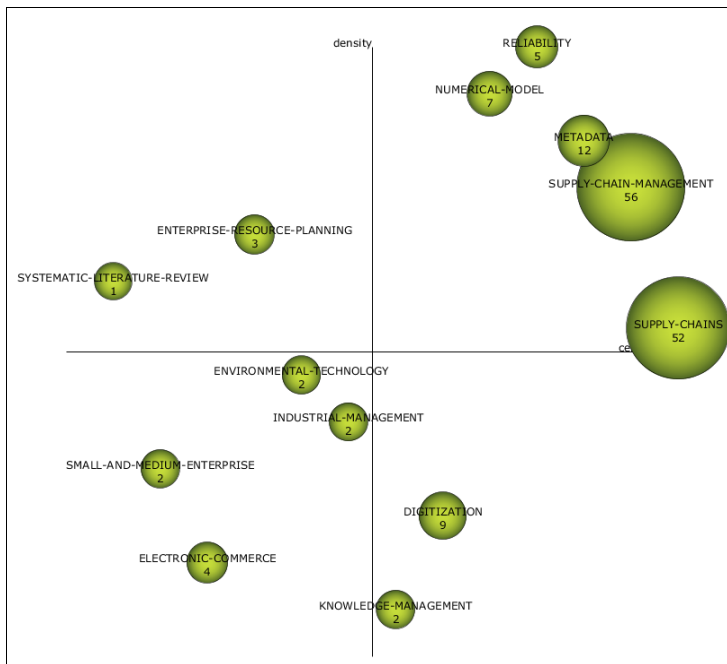 density
RELIABILITY
5
NUMERICAL-MODEL
7
METADATA
12
SUPPLY-CHAIN-MANAGEMENT
56
ENTERPRISE-RESOURCE-PLANNING
3
SYSTEMATIC-LITERATURE-REVIEW
1
SUPPLY-CHAINS
52
ENVIRONMENTAL-TECHNOLOGY
2
INDUSTRIAL-MANAGEMENT
2
SMALL-AND-MEDIUM-ENTERPRISE
2
DIGITIZATION
9
ELECTRONIC-COMMERCE
4
KNOWLEDGE-MANAGEMENT
2